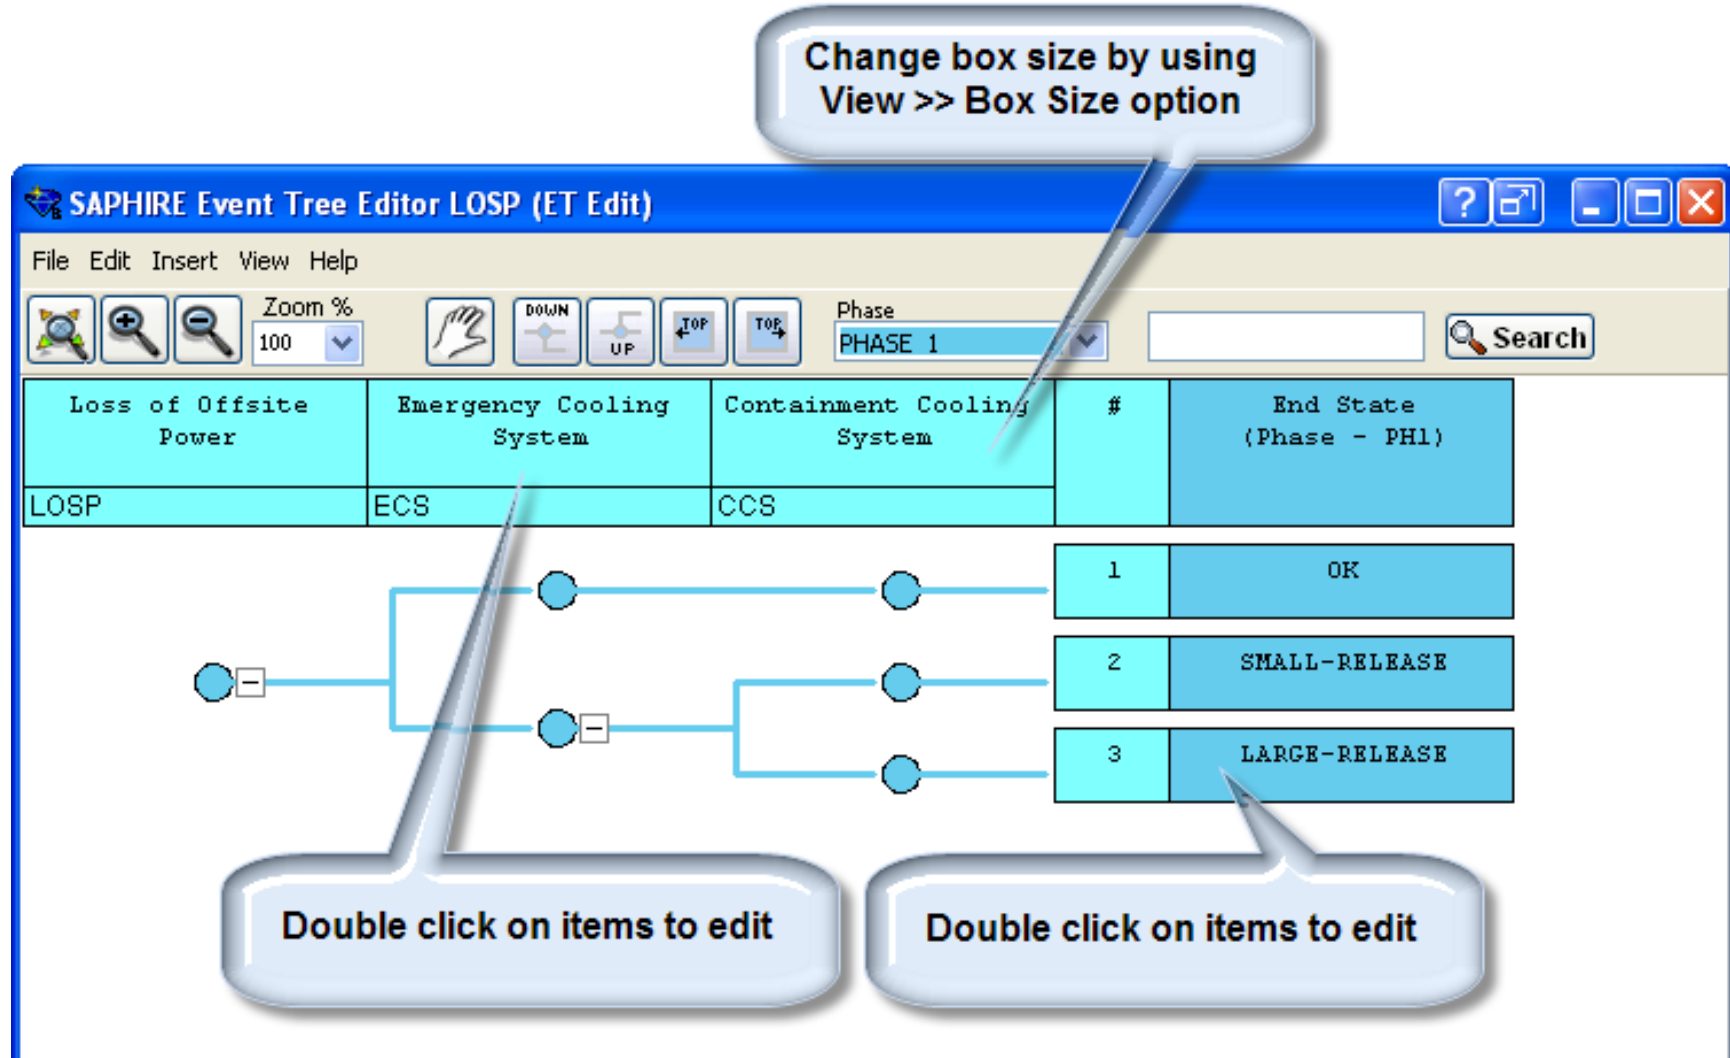 Change box size by using
View >> Box Size option
SAPHIRE Event Tree Editor LOSP (ET Edit)
File Edit Insert View Help
Zoom %
100
DOWN
UP
TOP
TOP
Phase
PHASE 1
Search
Loss of Offsite
Power
LOSP
Emergency Cooling
System
ECS
Containment Cooling
System
CCS
#
End State
(Phase - PH1)
1 OK
2 SMALL-RELEASE
3 LARGE-RELEASE
Double click on items to edit
Double click on items to edit